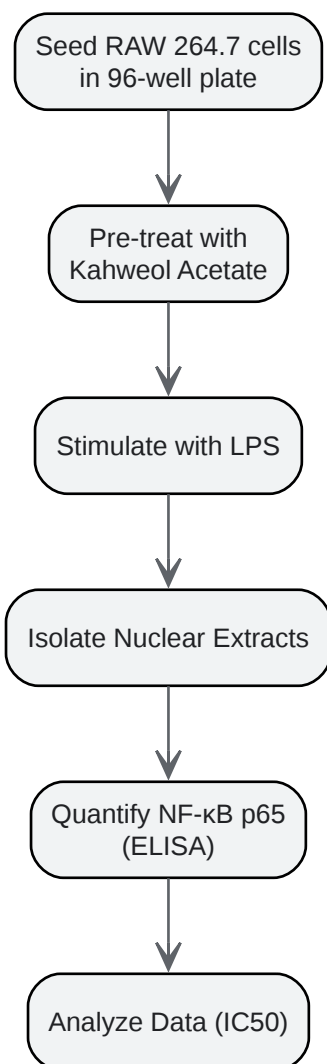 Seed RAW 264.7 cells
in 96-well plate
Pre-treat with
Kahweol Acetate
Stimulate with LPS
Isolate Nuclear Extracts
Quantify NF-κB p65
(ELISA)
Analyze Data (IC50)